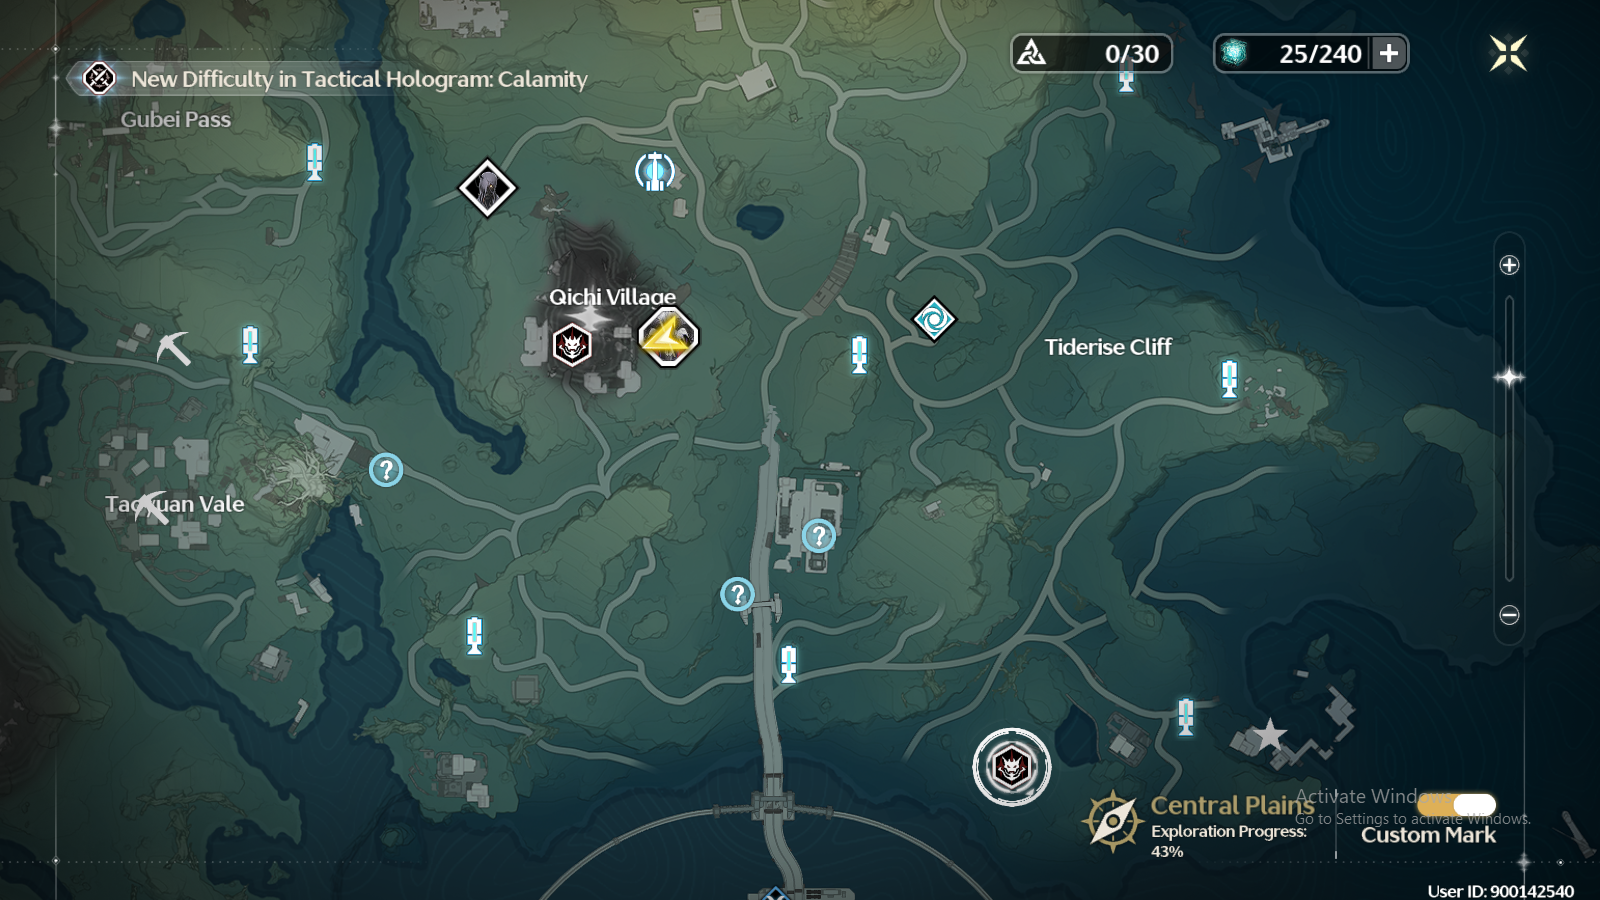 New Difficulty in Tactical Hologram: Calamity
0/30
25/240
Gubei Pass
Qichi Village
Tiderise Cliff
Taoyuan Vale
Central Plains
Exploration Progress:
43%
Activate Windows
Go to Settings to activate Windows.
Custom Mark
User ID: 900142540